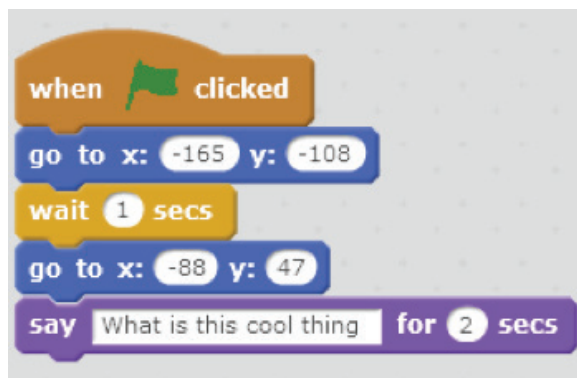 when clicked
go to x: -165 y: -108
wait 1 secs
go to x: -88 y: 47
say What is this cool thing for 2 secs